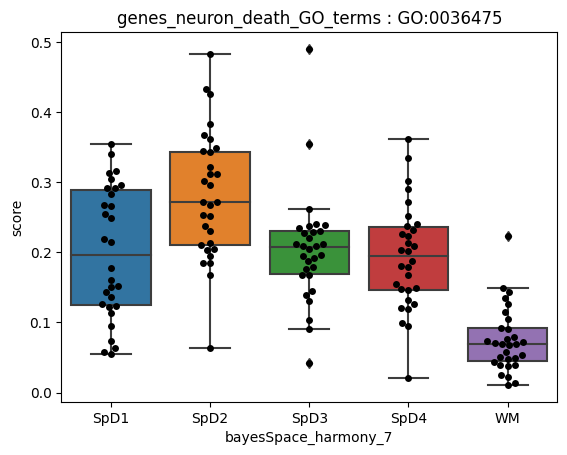 genes_neuron_death_GO_terms : GO:0036475
0.5
0.4
0.3
0.2
0.1
0.0
score
SpD1 SpD2 SpD3 SpD4 WM
bayesSpace_harmony_7